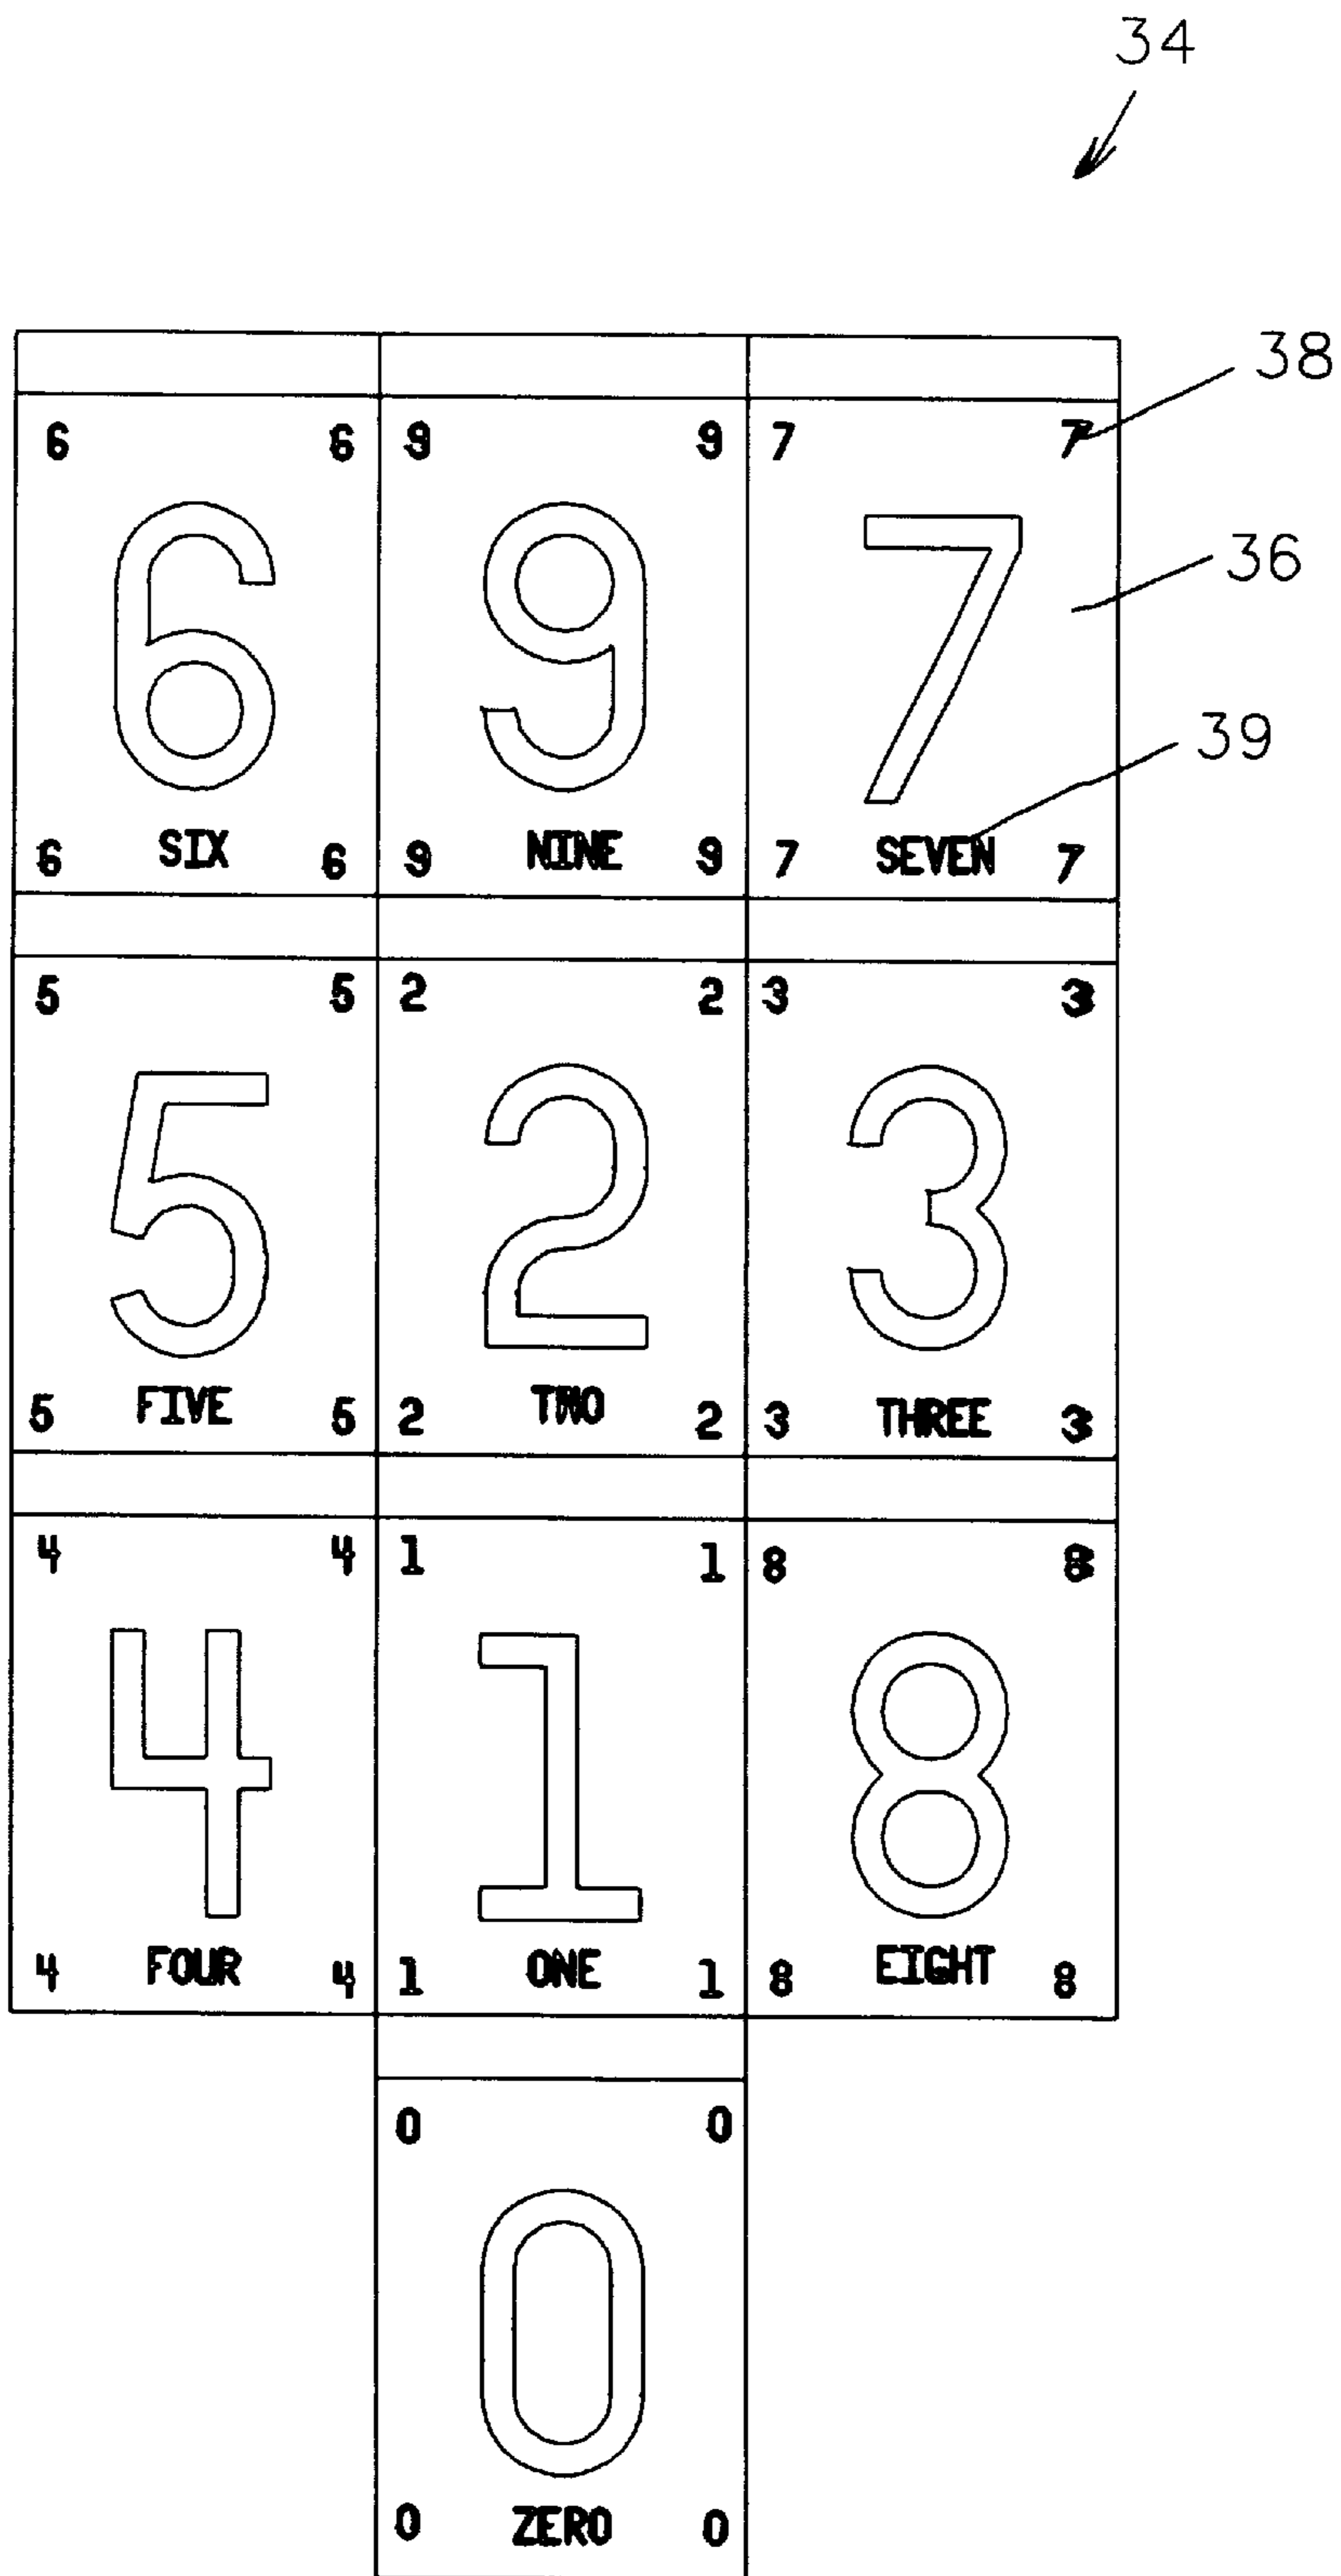 34
38
6 6 9 9 7 7
36
6 9 7
39
6 SIX 6 9 NINE 9 7 SEVEN 7
5 5 2 2 3 3
5 2 3
5 FIVE 5 2 TWO 2 3 THREE 3
4 4 1 1 8 8
4 1 8
4 FOUR 4 1 ONE 1 8 EIGHT 8
0 0
0
0 ZERO 0